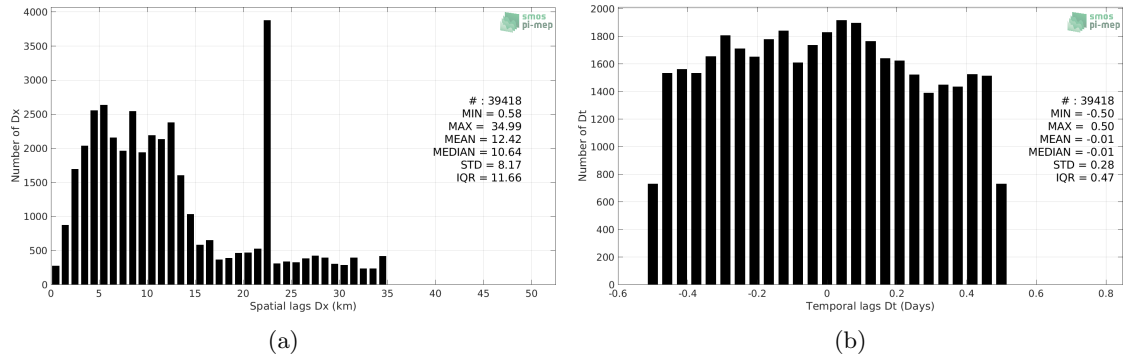 smos
pi-mep
4000
3500
3000
2500
2000
1500
1000
500
0
Number of Dx
# : 39418
MIN = 0.58
MAX = 34.99
MEAN = 12.42
MEDIAN = 10.64
STD = 8.17
IQR = 11.66
0 5 10 15 20 25 30 35 40 45 50
Spatial lags Dx (km)
(a)
smos
pi-mep
2000
1800
1600
1400
1200
1000
800
600
400
200
0
Number of Dt
# : 39418
MIN = -0.50
MAX = 0.50
MEAN = -0.01
MEDIAN = -0.01
STD = 0.28
IQR = 0.47
-0.6 -0.4 -0.2 0 0.2 0.4 0.6 0.8
Temporal lags Dt (Days)
(b)